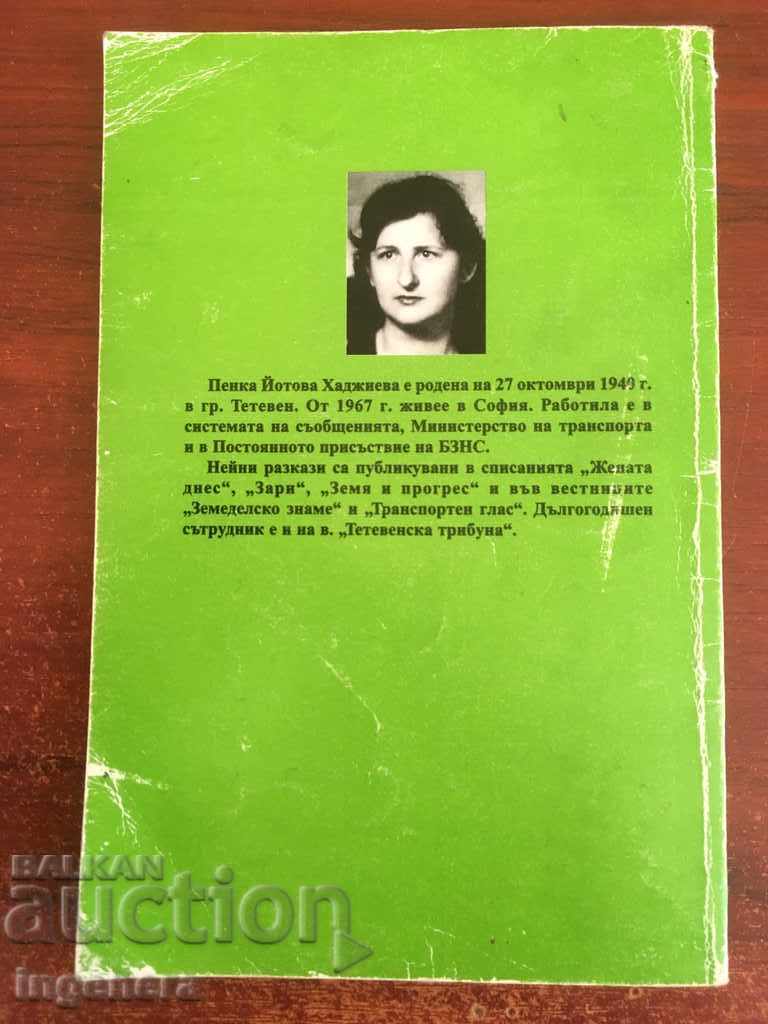 Пенка Йотова Хаджиева е родена на 27 октомври 1940 г.
в гр. Тетевен. От 1967 г. живее в София. Работила е в
системата на съобщенията, Министерство на транспорта
и в Постоянното присъствие на БЗНС.
Нейни разкази са публикувани в списанията „Жената
днес“, „Зари“, „Земя и прогрес“ и във вестниците
„Земеделско знаме“ и „Транспортен глас“. Дългогодишен
сътрудник е и на в. „Тетевенска трибуна“.
BALKAN
auction
ingenera